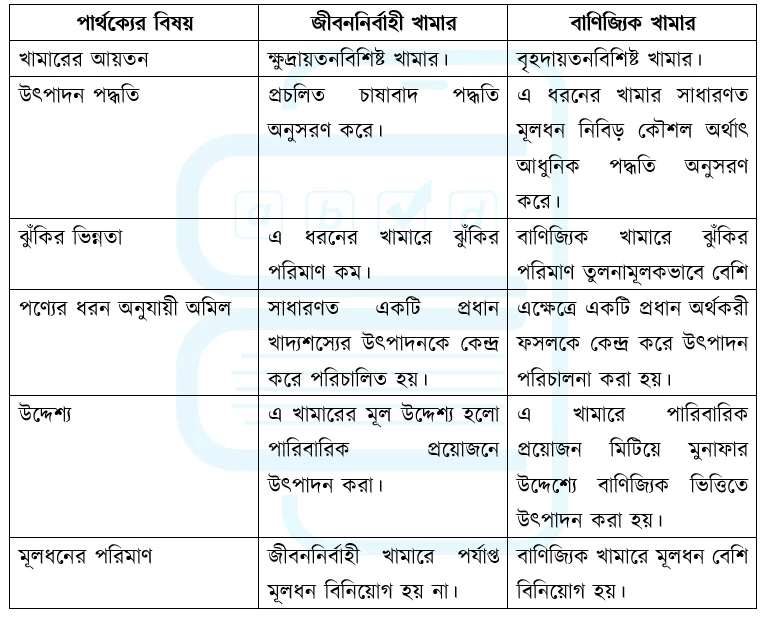 পার্থক্যের বিষয় জীবননির্বাহী খামার বাণিজ্যিক খামার
খামারের আয়তন ক্ষুদ্রায়তনবিশিষ্ট খামার। বৃহদায়তনবিশিষ্ট খামার।
উৎপাদন পদ্ধতি প্রচলিত চাষাবাদ পদ্ধতি এ ধরনের খামার সাধারণত
অনুসরণ করে। মূলধন নিবিড় কৌশল অর্থাৎ
আধুনিক পদ্ধতি অনুসরণ
করে।
ঝুঁকির ভিন্নতা এ ধরনের খামারে ঝুঁকির বাণিজ্যিক খামারে ঝুঁকির
পরিমাণ কম। পরিমাণ তুলনামূলকভাবে বেশি
পণ্যের ধরন অনুযায়ী অমিল সাধারণত একটি প্রধান এক্ষেত্রে একটি প্রধান অর্থকরী
খাদ্যশস্যের উৎপাদনকে কেন্দ্র ফসলকে কেন্দ্র করে উৎপাদন
করে পরিচালিত হয়। পরিচালনা করা হয়।
উদ্দেশ্য এ খামারের মূল উদ্দেশ্য হলো এ খামারে পারিবারিক
পারিবারিক প্রয়োজনে প্রয়োজন মিটিয়ে মুনাফার
উৎপাদন করা। উদ্দেশ্যে বাণিজ্যিক ভিত্তিতে
উৎপাদন করা হয়।
মূলধনের পরিমাণ জীবননির্বাহী খামারে পর্যাপ্ত বাণিজ্যিক খামারে মূলধন বেশি
মূলধন বিনিয়োগ হয় না। বিনিয়োগ হয়।
a b d